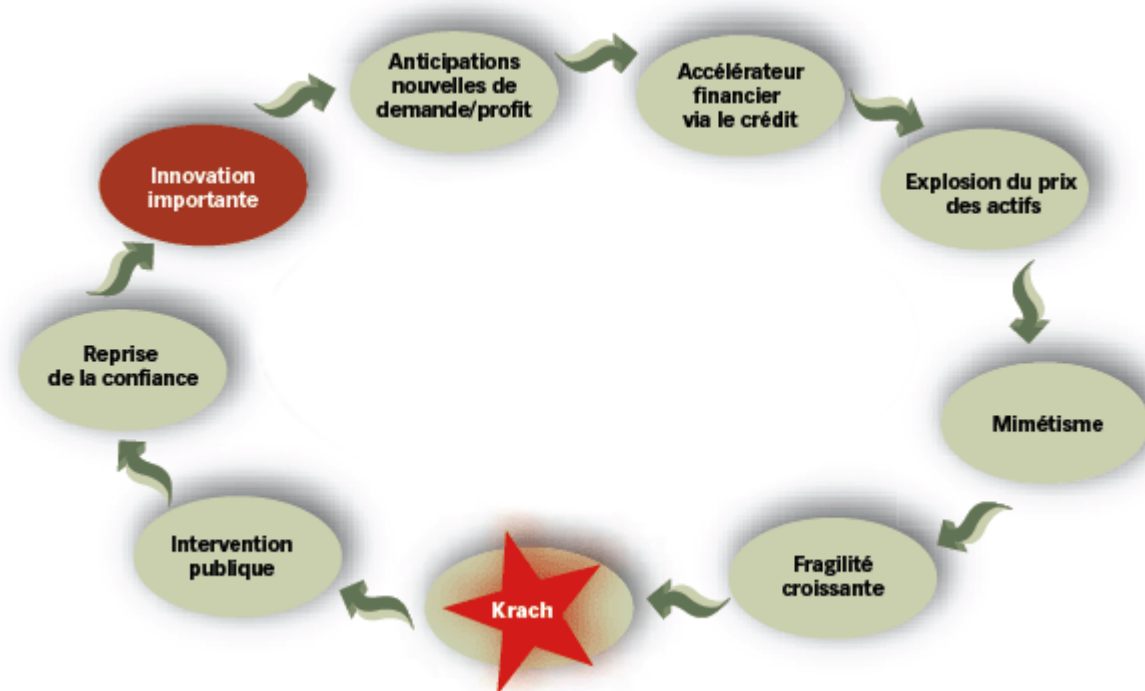 Innovation
importante
Anticipations
nouvelles de
demande/profit
Accélérateur
financier
via le crédit
Explosion du prix
des actifs
Mimétisme
Fragilité
croissante
Krach
Intervention
publique
Reprise
de la confiance